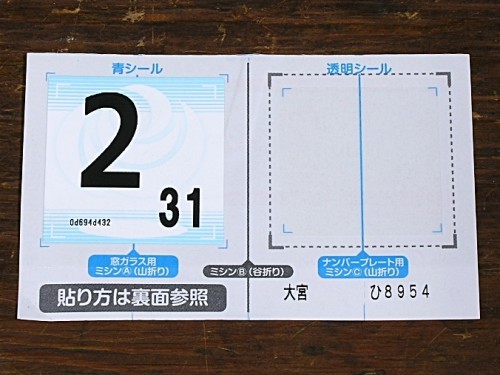 青シール
透明シール
2
31
0d694d432
窓ガラス用
ミシンⒶ(山折り)
ミシンⒷ(谷折り)
ナンバープレート用
ミシンⒸ(山折り)
貼り方は裏面参照
大宮 ひ8954